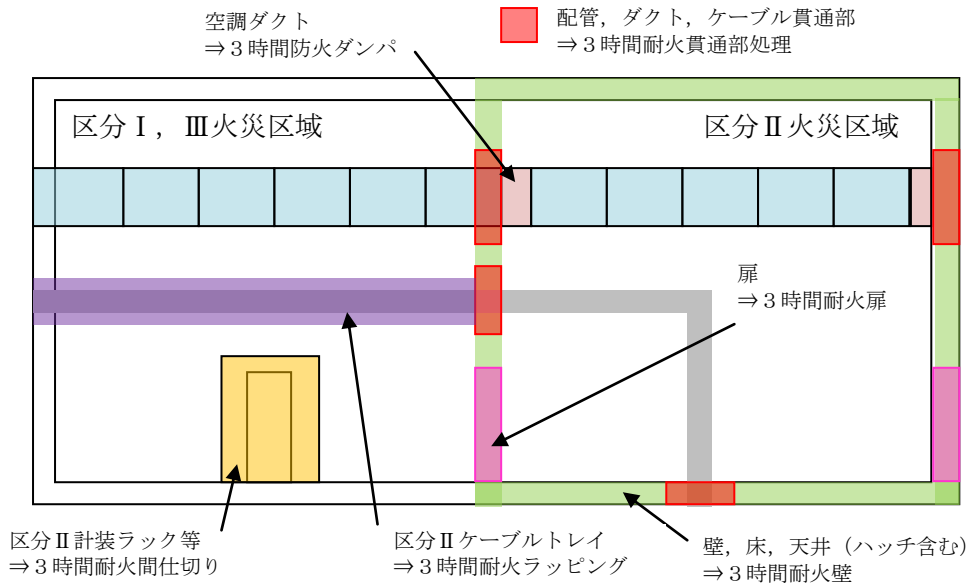 空調ダクト
⇒３時間防火ダンパ
配管，ダクト，ケーブル貫通部
⇒３時間耐火貫通部処理
区分Ⅰ，Ⅲ火災区域
区分Ⅱ火災区域
扉
⇒３時間耐火扉
区分Ⅱ計装ラック等
⇒３時間耐火間仕切り
区分Ⅱケーブルトレイ
⇒３時間耐火ラッピング
壁，床，天井（ハッチ含む）
⇒３時間耐火壁